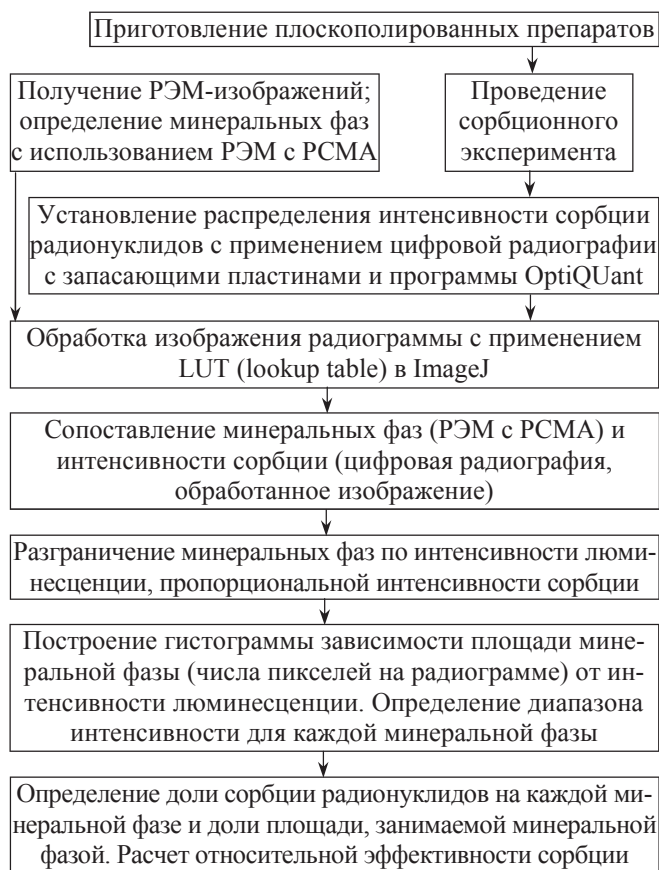 Приготовление плоскополированных препаратов
Получение РЭМ-изображений;
определение минеральных фаз
с использованием РЭМ с РСМА
Проведение
сорбционного
эксперимента
Установление распределения интенсивности сорбции
радионуклидов с применением цифровой радиографии
с запасающими пластинами и программы OptiQUant
Обработка изображения радиограммы с применением
LUT (lookup table) в ImageJ
Сопоставление минеральных фаз (РЭМ с РСМА) и
интенсивности сорбции (цифровая радиография,
обработанное изображение)
Разграничение минеральных фаз по интенсивности люми-
несценции, пропорциональной интенсивности сорбции
Построение гистограммы зависимости площади мине-
ральной фазы (числа пикселей на радиограмме) от ин-
тенсивности люминесценции. Определение диапазона
интенсивности для каждой минеральной фазы
Определение доли сорбции радионуклидов на каждой ми-
неральной фазе и доли площади, занимаемой минеральной
фазой. Расчет относительной эффективности сорбции